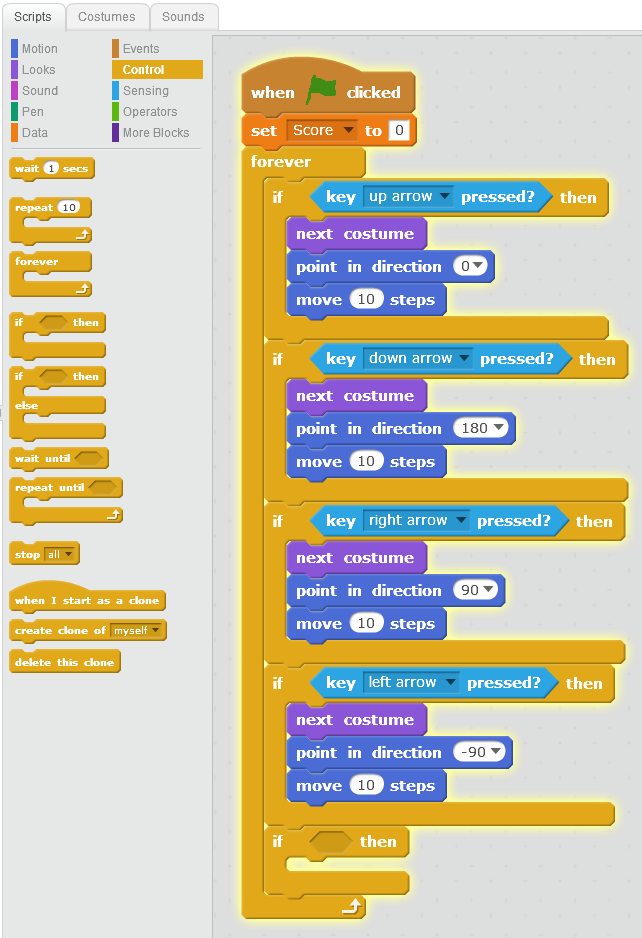 Scripts Costumes Sounds
Motion Events
Looks Control
Sound Sensing
Pen Operators
Data More Blocks
wait 1 secs
repeat 10
forever
if then
if then
else
wait until
repeat until
stop all
when I start as a clone
create clone of myself
delete this clone
when clicked
set Score to 0
forever
if key up arrow pressed? then
next costume
point in direction 0
move 10 steps
if key down arrow pressed? then
next costume
point in direction 180
move 10 steps
if key right arrow pressed? then
next costume
point in direction 90
move 10 steps
if key left arrow pressed? then
next costume
point in direction -90
move 10 steps
if then